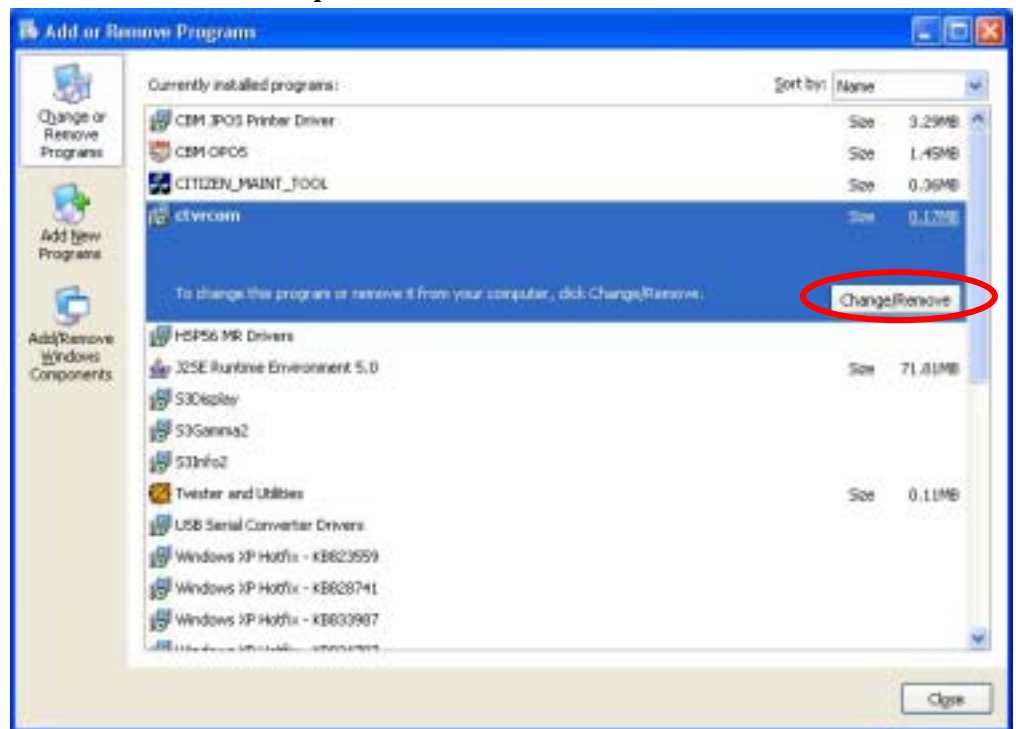 Add or Remove Programs
Currently installed programs:
Sort by: Name
Change or
Remove
Programs
Add New
Programs
Add/Remove
Windows
Components
CBM JPOS Printer Driver Size 3.29MB
CBM OPOS Size 1.45MB
CITIZEN_MAINT_TOOL Size 0.36MB
ctvrcom Size 0.17MB
To change this program or remove it from your computer, click Change/Remove.
Change/Remove
HSP56 MR Drivers
J2SE Runtime Environment 5.0 Size 71.81MB
S3Display
S3Gamma2
S3Info2
Twister and Utilities Size 0.11MB
USB Serial Converter Drivers
Windows XP Hotfix - KB823559
Windows XP Hotfix - KB828741
Windows XP Hotfix - KB833987
Close